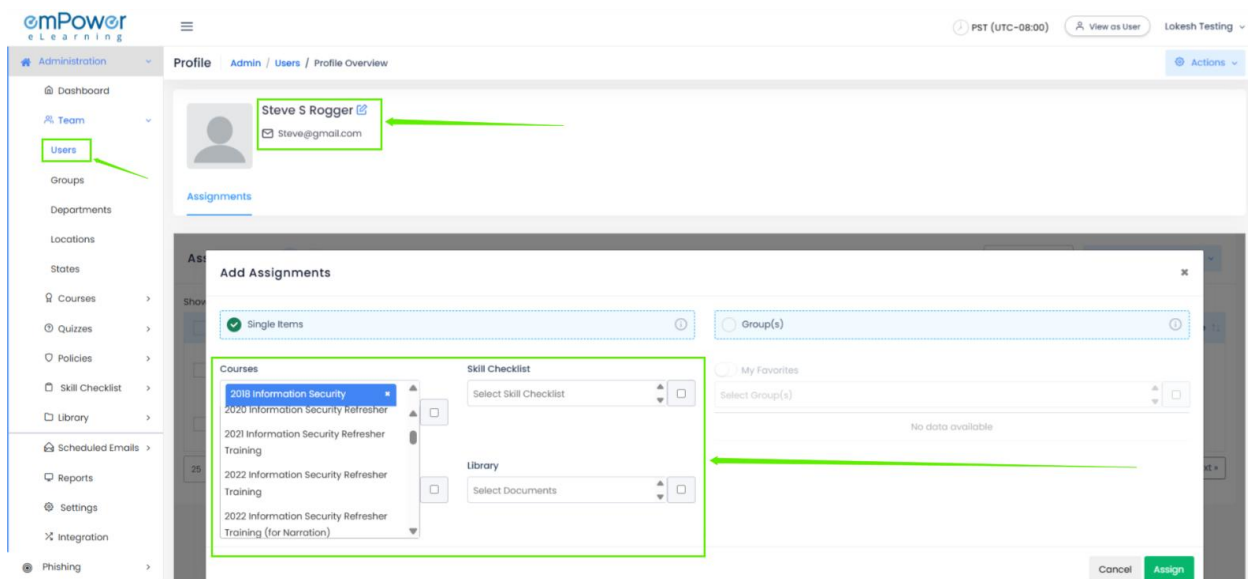 emPower
eLearning
PST (UTC-08:00)
View as User
Lokesh Testing
Administration
Profile
Admin / Users / Profile Overview
Actions
Dashboard
Team
Users
Groups
Departments
Locations
States
Courses
Quizzes
Policies
Skill Checklist
Library
Scheduled Emails
Reports
Settings
Integration
Phishing
Steve S Rogger
Steve@gmail.com
Assignments
Add Assignments
Single Items
Group(s)
Courses
2018 Information Security
2020 Information Security Refresher
2021 Information Security Refresher
Training
2022 Information Security Refresher
Training
2022 Information Security Refresher
Training (for Narration)
Skill Checklist
Select Skill Checklist
Library
Select Documents
My Favorites
Select Group(s)
No data available
25
Cancel
Assign